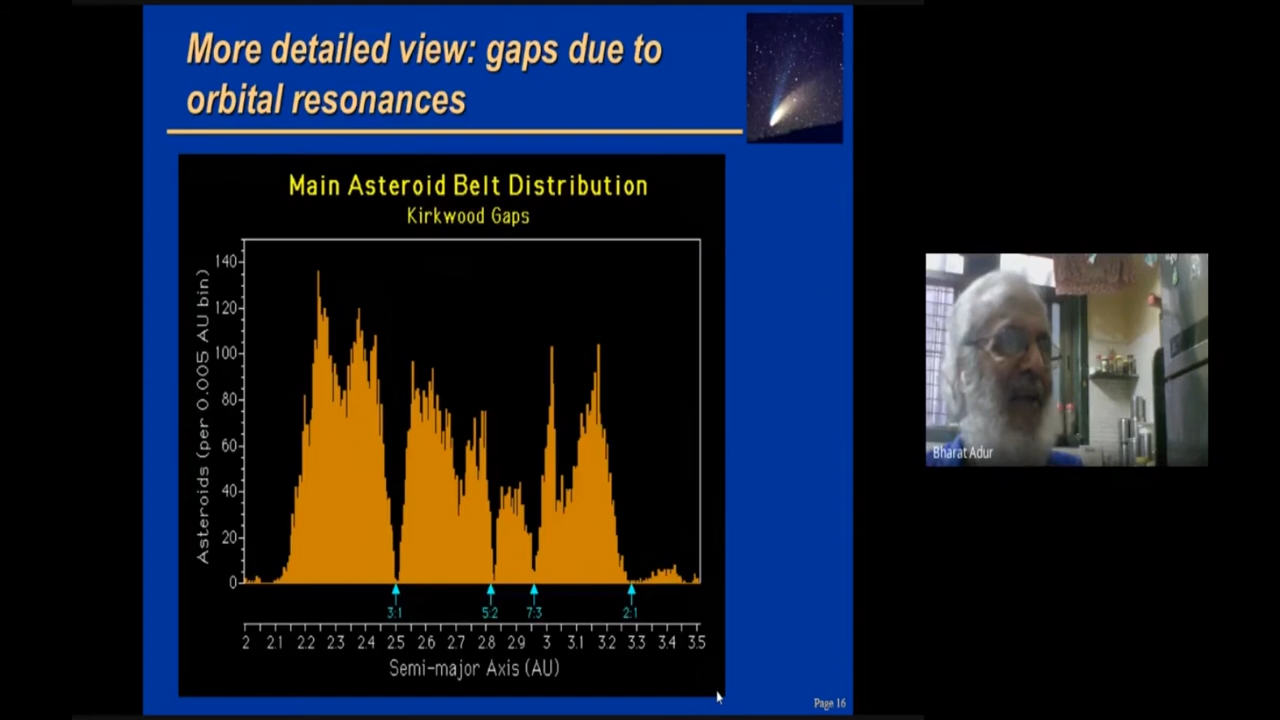 More detailed view: gaps due to
orbital resonances
Main Asteroid Belt Distribution
Kirkwood Gaps
Asteroids (per 0.005 AU bin)
140
120
100
80
60
40
20
0
3:1 5:2 7:3 2:1
2 2.1 2.2 2.3 2.4 2.5 2.6 2.7 2.8 2.9 3 3.1 3.2 3.3 3.4 3.5
Semi-major Axis (AU)
Page 16
Bharat Adur